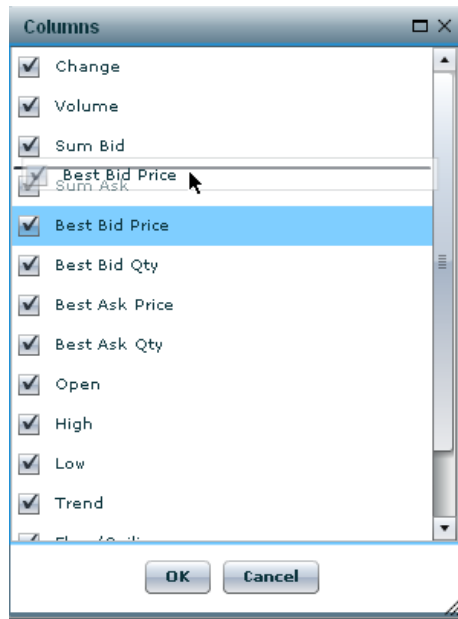 Columns
Change
Volume
Sum Bid
Best Bid Price
Sum Ask
Best Bid Price
Best Bid Qty
Best Ask Price
Best Ask Qty
Open
High
Low
Trend
OK
Cancel